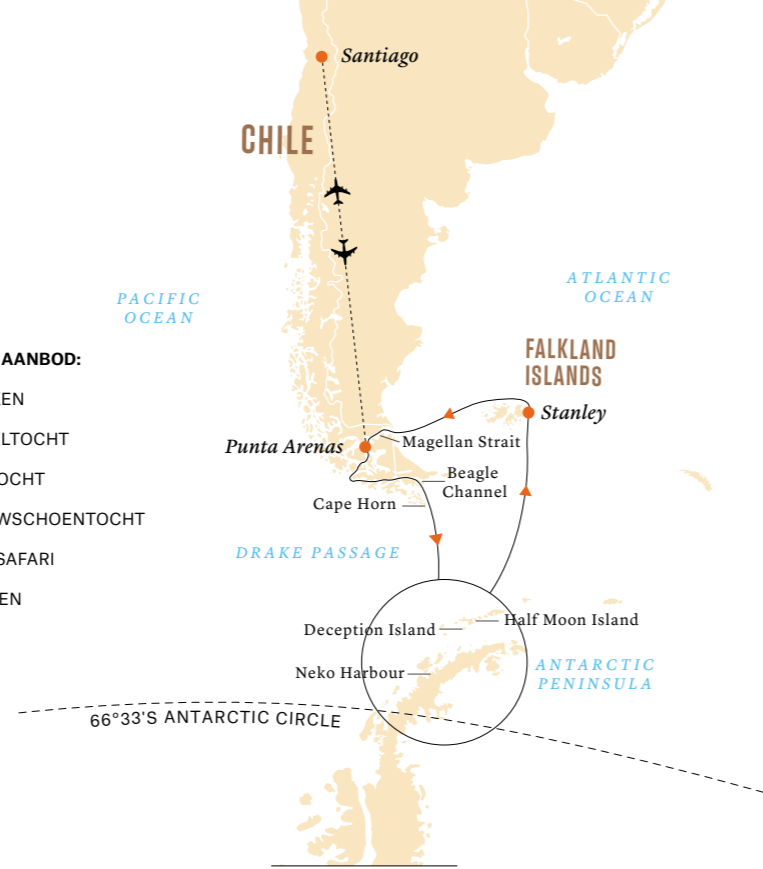 Santiago
CHILE
ATLANTIC
OCEAN
PACIFIC
OCEAN
FALKLAND
ISLANDS
AANBOD:
EN
LTOCHT
OCHT
WSCHOENTOCHT
SAFARI
EN
Stanley
Punta Arenas
Magellan Strait
Beagle
Channel
Cape Horn
DRAKE PASSAGE
Half Moon Island
Deception Island
Neko Harbour
ANTARCTIC
PENINSULA
66°33'S ANTARCTIC CIRCLE